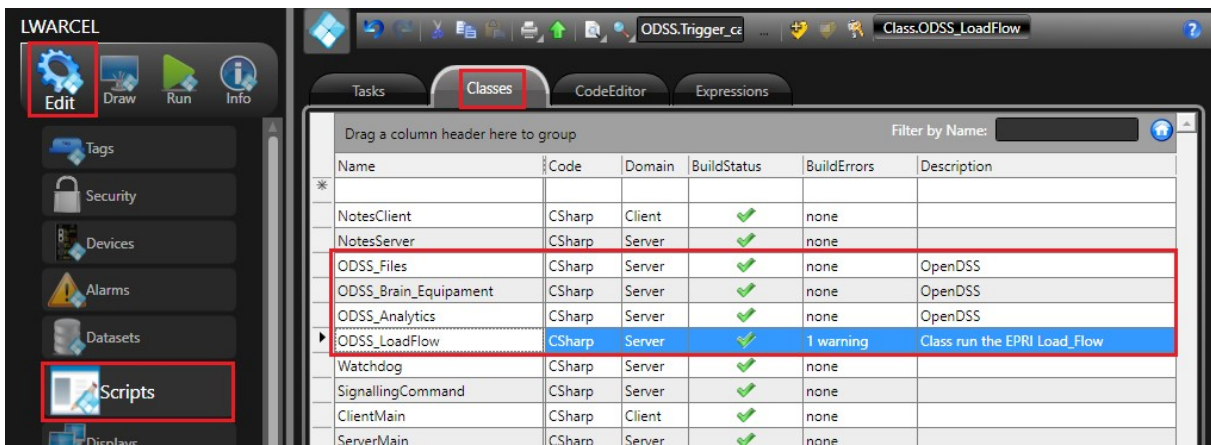 LWARCEL
Edit Draw Run Info
Tags
Security
Devices
Alarms
Datasets
Scripts
Displays
ODSS.Trigger_ca ... Class.ODSS_LoadFlow ?
Tasks Classes CodeEditor Expressions
Drag a column header here to group Filter by Name:
Name Code Domain BuildStatus BuildErrors Description
NotesClient CSharp Client none
NotesServer CSharp Server none
ODSS_Files CSharp Server none OpenDSS
ODSS_Brain_Equipament CSharp Server none OpenDSS
ODSS_Analytics CSharp Server none OpenDSS
ODSS_LoadFlow CSharp Server 1 warning Class run the EPRI Load_Flow
Watchdog CSharp Server none
SignallingCommand CSharp Server none
ClientMain CSharp Client none
ServerMain CSharp Server none